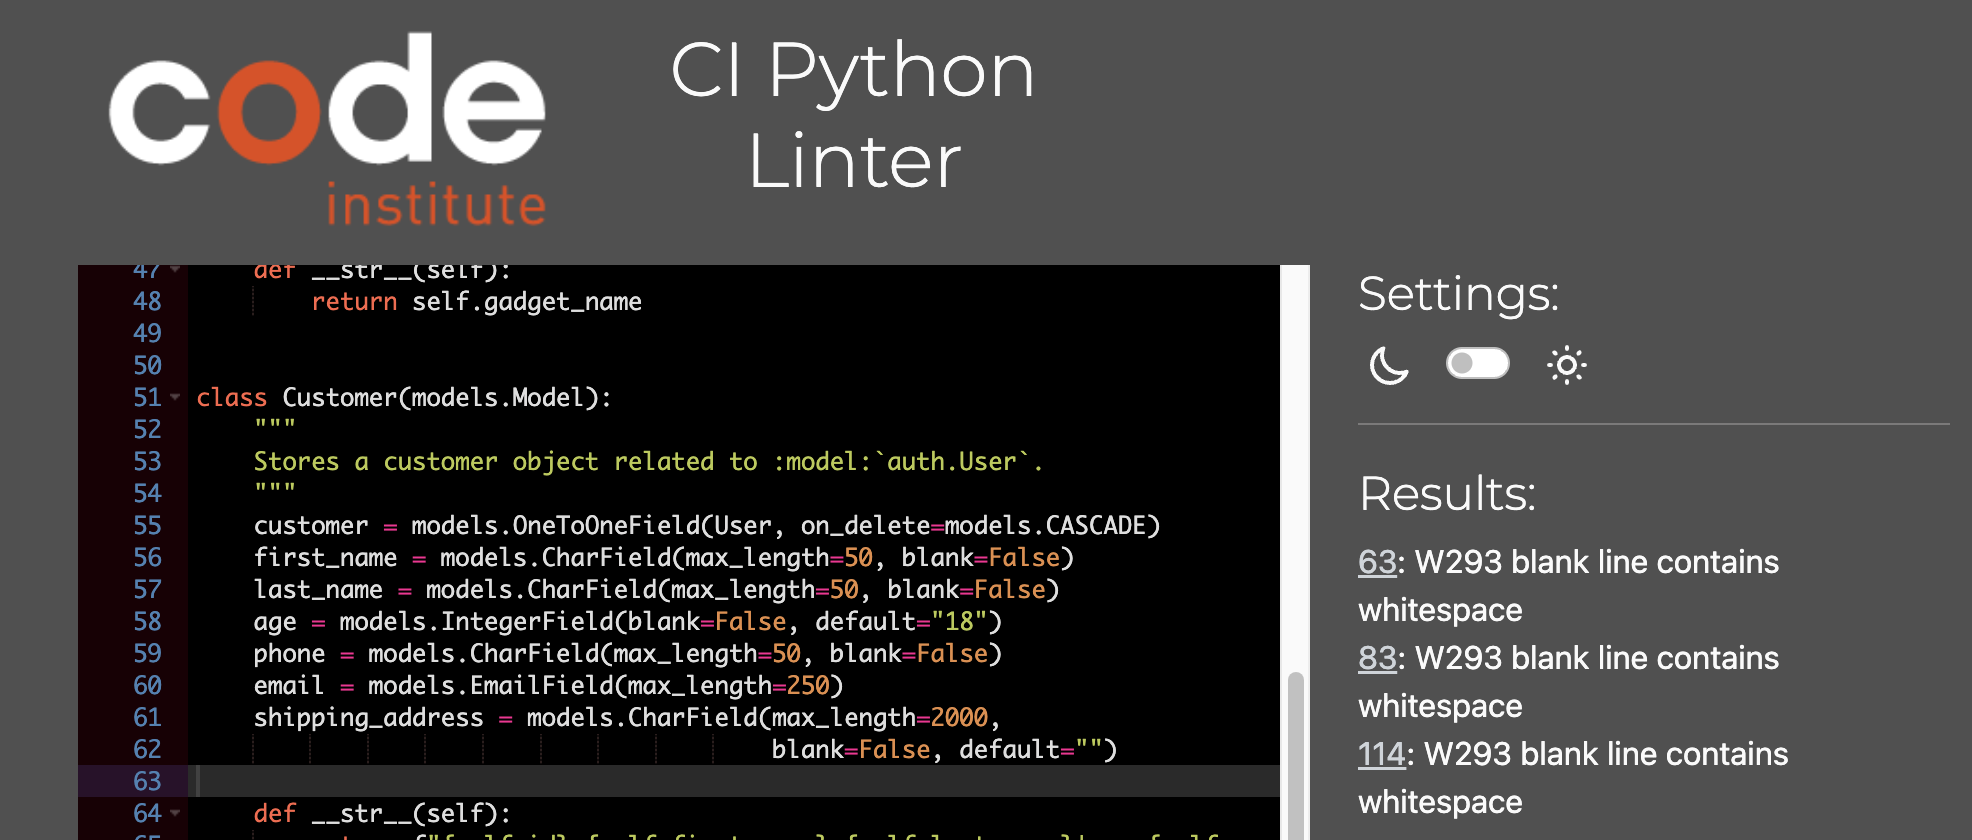 code
institute
CI Python
Linter
47 def __str__(self):
48 return self.gadget_name
49
50
51 class Customer(models.Model):
52 """
53 Stores a customer object related to :model:`auth.User`.
54 """
55 customer = models.OneToOneField(User, on_delete=models.CASCADE)
56 first_name = models.CharField(max_length=50, blank=False)
57 last_name = models.CharField(max_length=50, blank=False)
58 age = models.IntegerField(blank=False, default="18")
59 phone = models.CharField(max_length=50, blank=False)
60 email = models.EmailField(max_length=250)
61 shipping_address = models.CharField(max_length=2000,
62 blank=False, default="")
63
64 def __str__(self):
Settings:
Results:
63: W293 blank line contains
whitespace
83: W293 blank line contains
whitespace
114: W293 blank line contains
whitespace